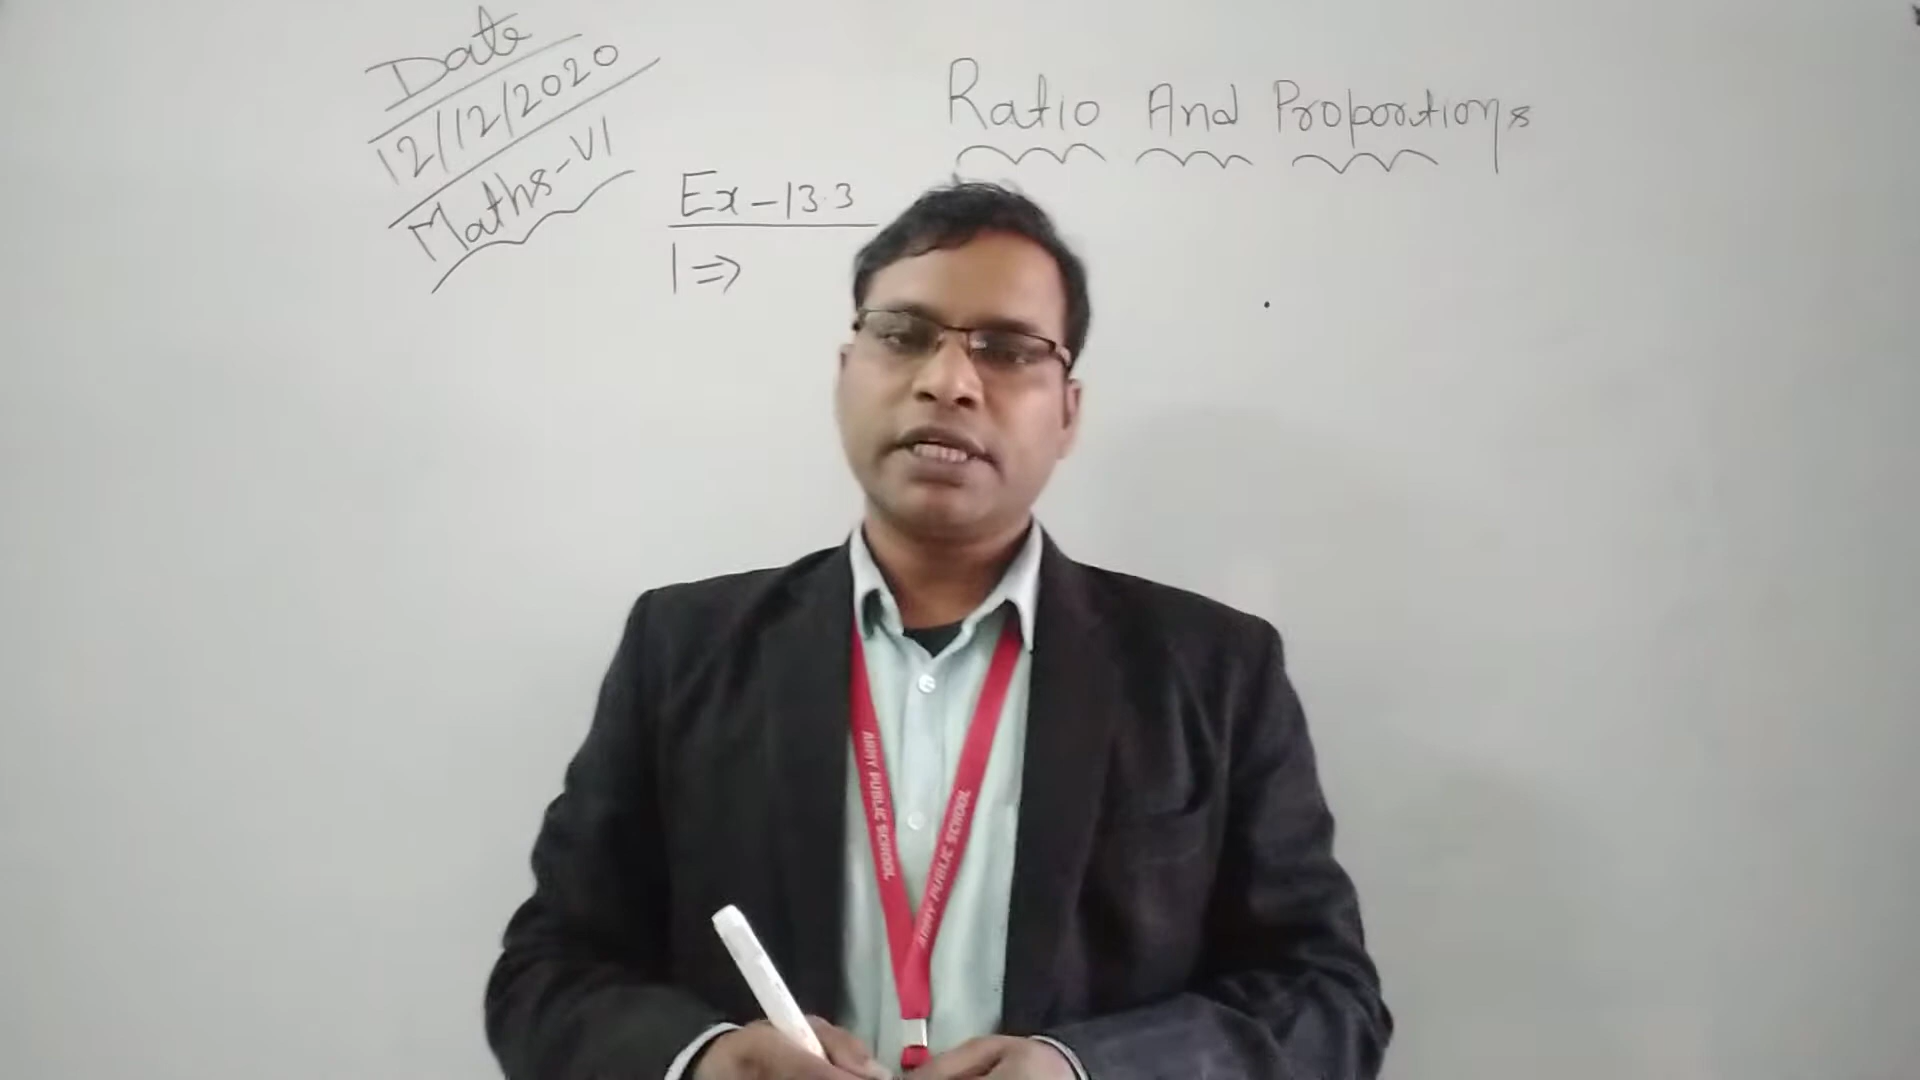 Date
12/12/2020
Maths-VI
Ratio And Proportions
Ex-13.3
1⇒
ARMY PUBLIC SCHOOL
ARMY PUBLIC SCHOOL